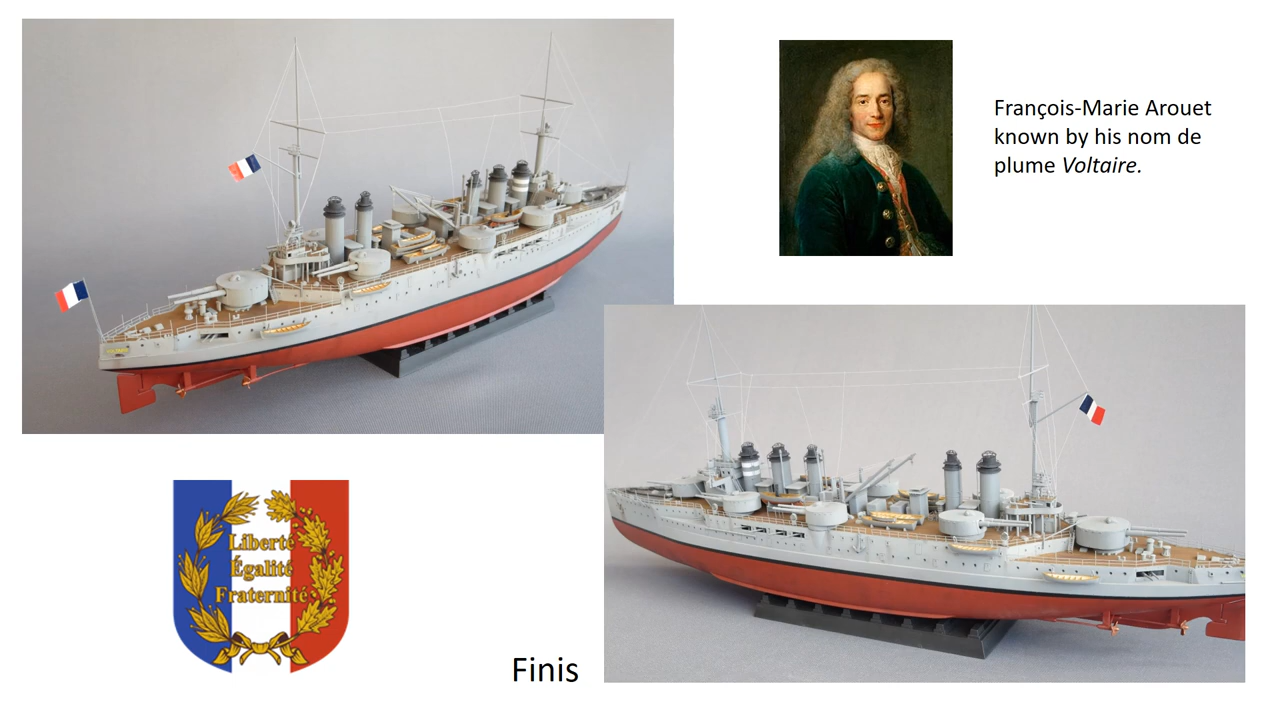 François-Marie Arouet
known by his nom de
plume Voltaire.
Liberté
Égalité
Fraternité
Finis